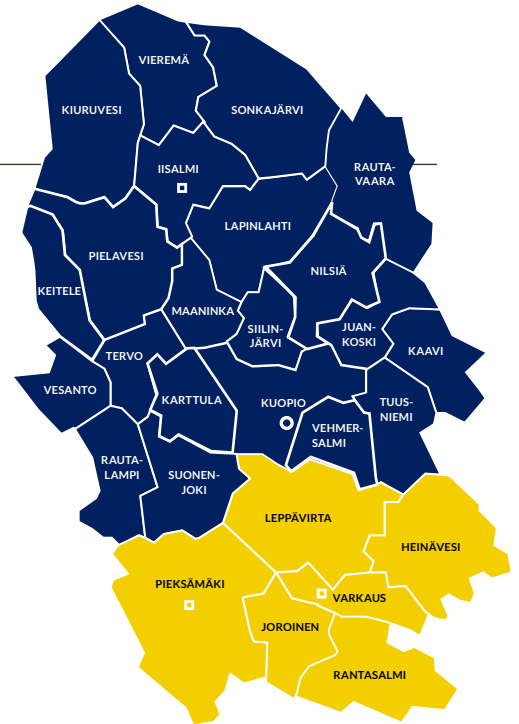 VIEREMÄ
KIURUVESI
SONKAJÄRVI
IISALMI
RAUTA-
VAARA
LAPINLAHTI
PIELAVESI
NILSIÄ
KEITELE
MAANINKA
SIILIN-
JÄRVI
JUAN-
KOSKI
KAAVI
TERVO
VESANTO
KARTTULA
KUOPIO
TUUS-
NIEMI
VEHMER-
SALMI
RAUTA-
LAMPI
SUONEN-
JOKI
LEPPÄVIRTA
HEINÄVESI
PIEKSÄMÄKI
VARKAUS
JOROINEN
RANTASALMI